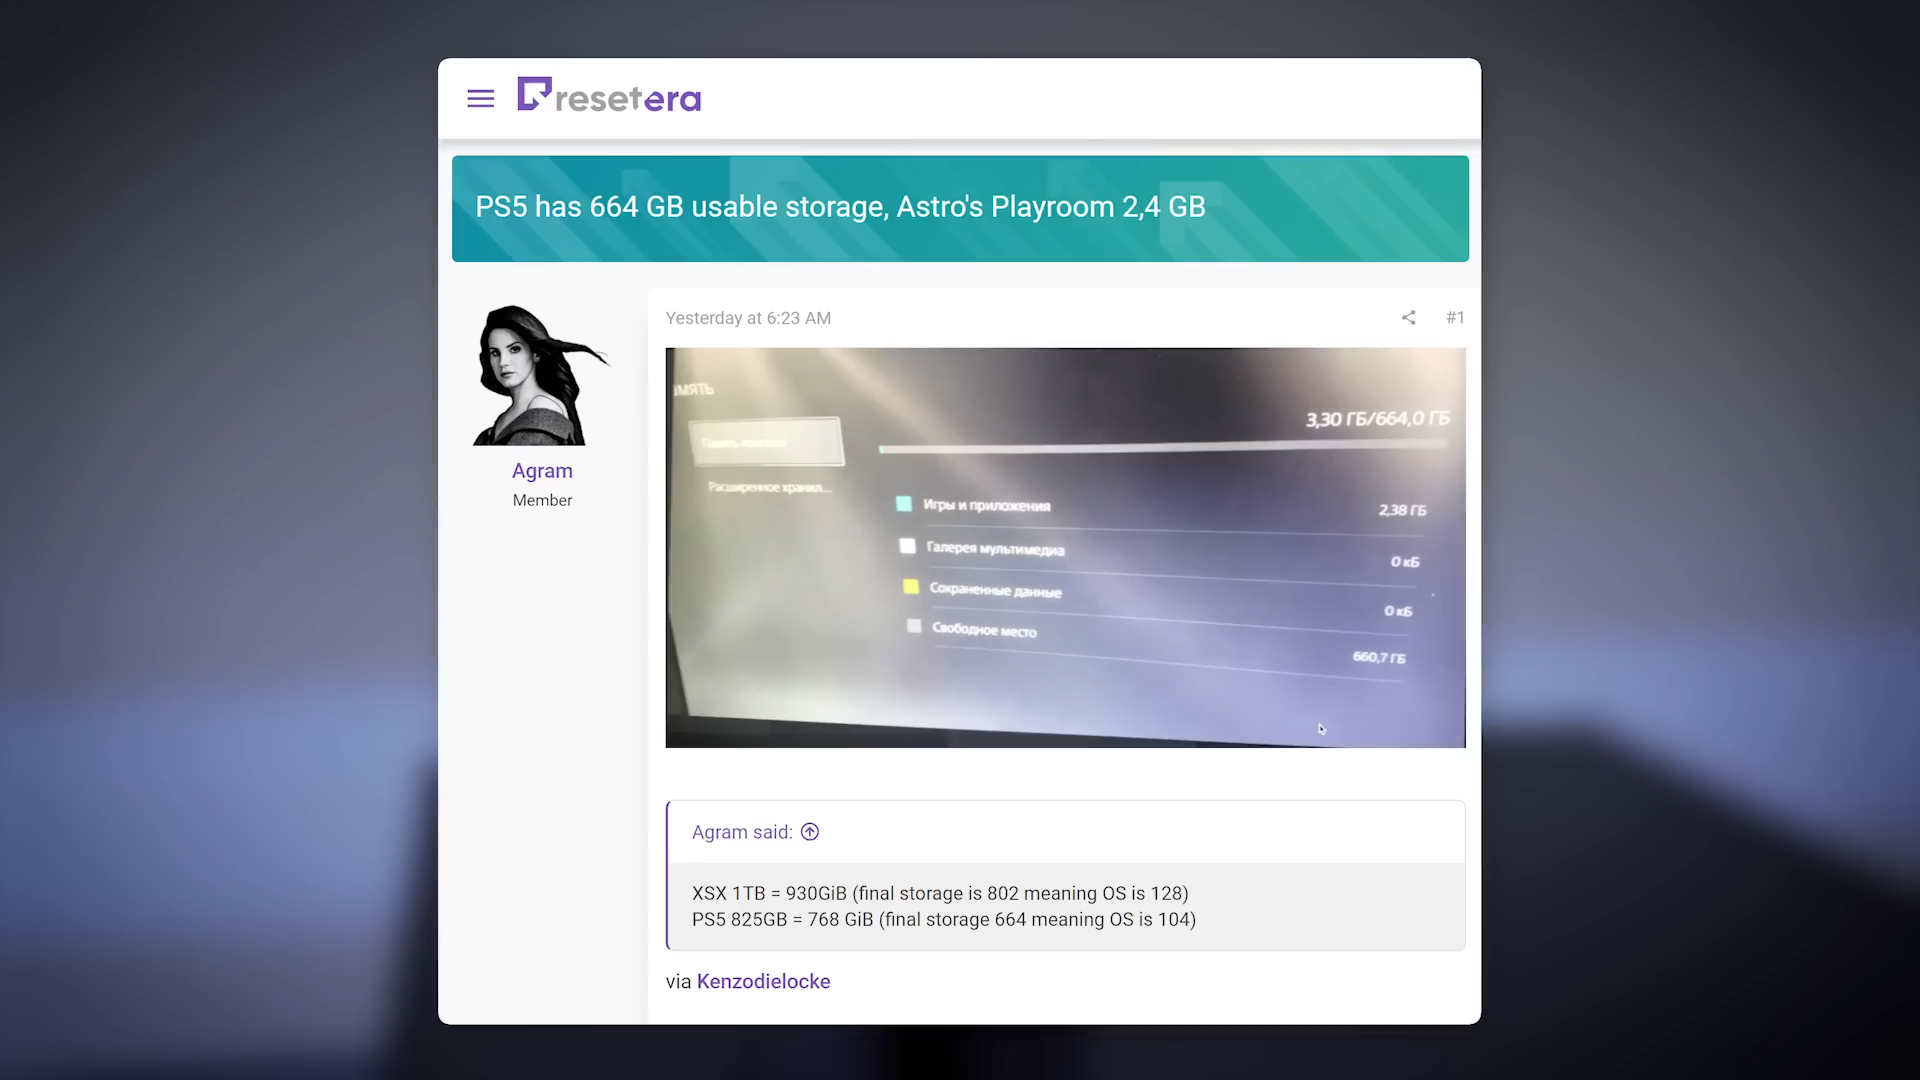 resetera
PS5 has 664 GB usable storage, Astro's Playroom 2,4 GB
Agram
Member
Yesterday at 6:23 AM
#1
3,30 ГБ/664,0 ГБ
Расширенное хранил...
Игры и приложения
2,38 ГБ
Галерея мультимедиа
0 кБ
Сохраненные данные
0 кБ
Свободное место
660,7 ГБ
Agram said:
XSX 1TB = 930GiB (final storage is 802 meaning OS is 128)
PS5 825GB = 768 GiB (final storage 664 meaning OS is 104)
via Kenzodielocke